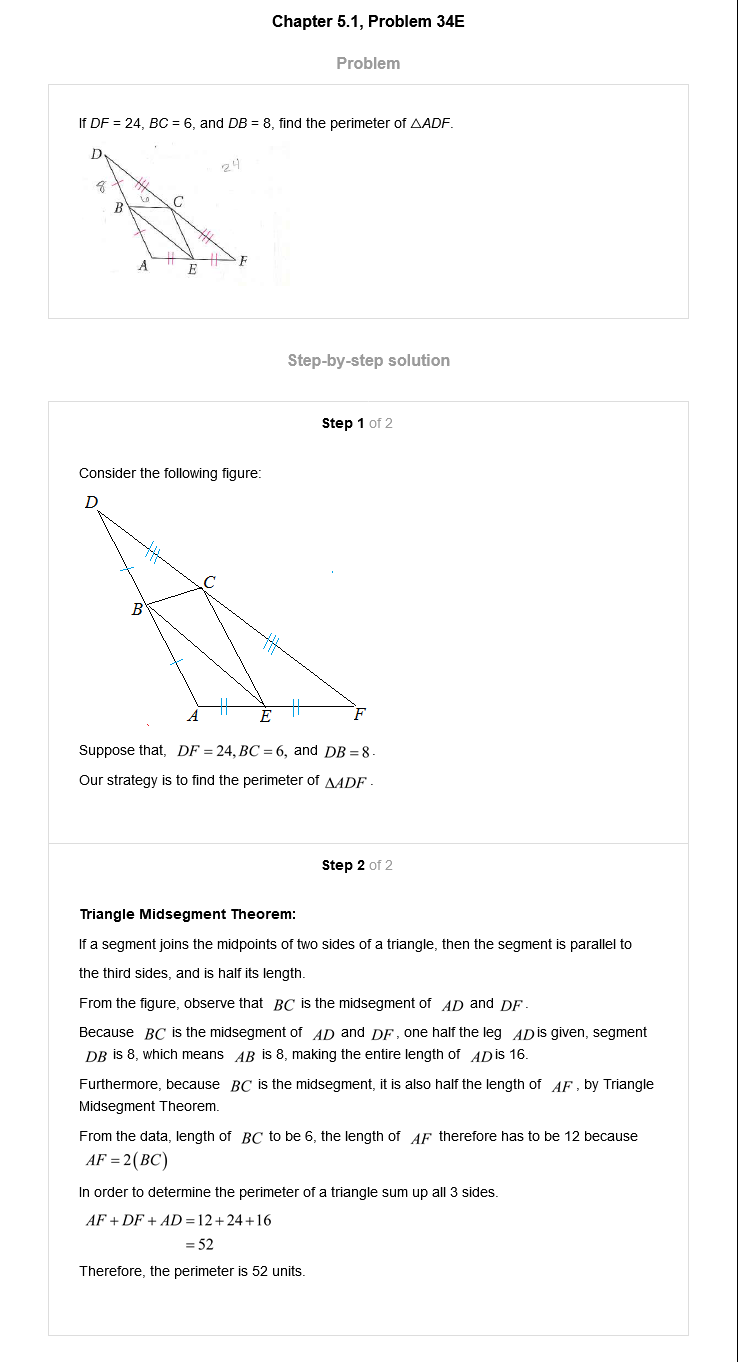 Chapter 5.1, Problem 34E
Problem
If DF = 24, BC = 6, and DB = 8, find the perimeter of △ADF.
D
24
8
6
C
B
A
E
F
Step-by-step solution
Step 1 of 2
Consider the following figure:
D
C
B
A
E
F
Suppose that, DF = 24, BC = 6, and DB = 8.
Our strategy is to find the perimeter of ΔADF.
Step 2 of 2
Triangle Midsegment Theorem:
If a segment joins the midpoints of two sides of a triangle, then the segment is parallel to
the third sides, and is half its length.
From the figure, observe that BC is the midsegment of AD and DF.
Because BC is the midsegment of AD and DF, one half the leg AD is given, segment
DB is 8, which means AB is 8, making the entire length of AD is 16.
Furthermore, because BC is the midsegment, it is also half the length of AF, by Triangle
Midsegment Theorem.
From the data, length of BC to be 6, the length of AF therefore has to be 12 because
AF = 2(BC)
In order to determine the perimeter of a triangle sum up all 3 sides.
AF + DF + AD = 12 + 24 + 16
= 52
Therefore, the perimeter is 52 units.